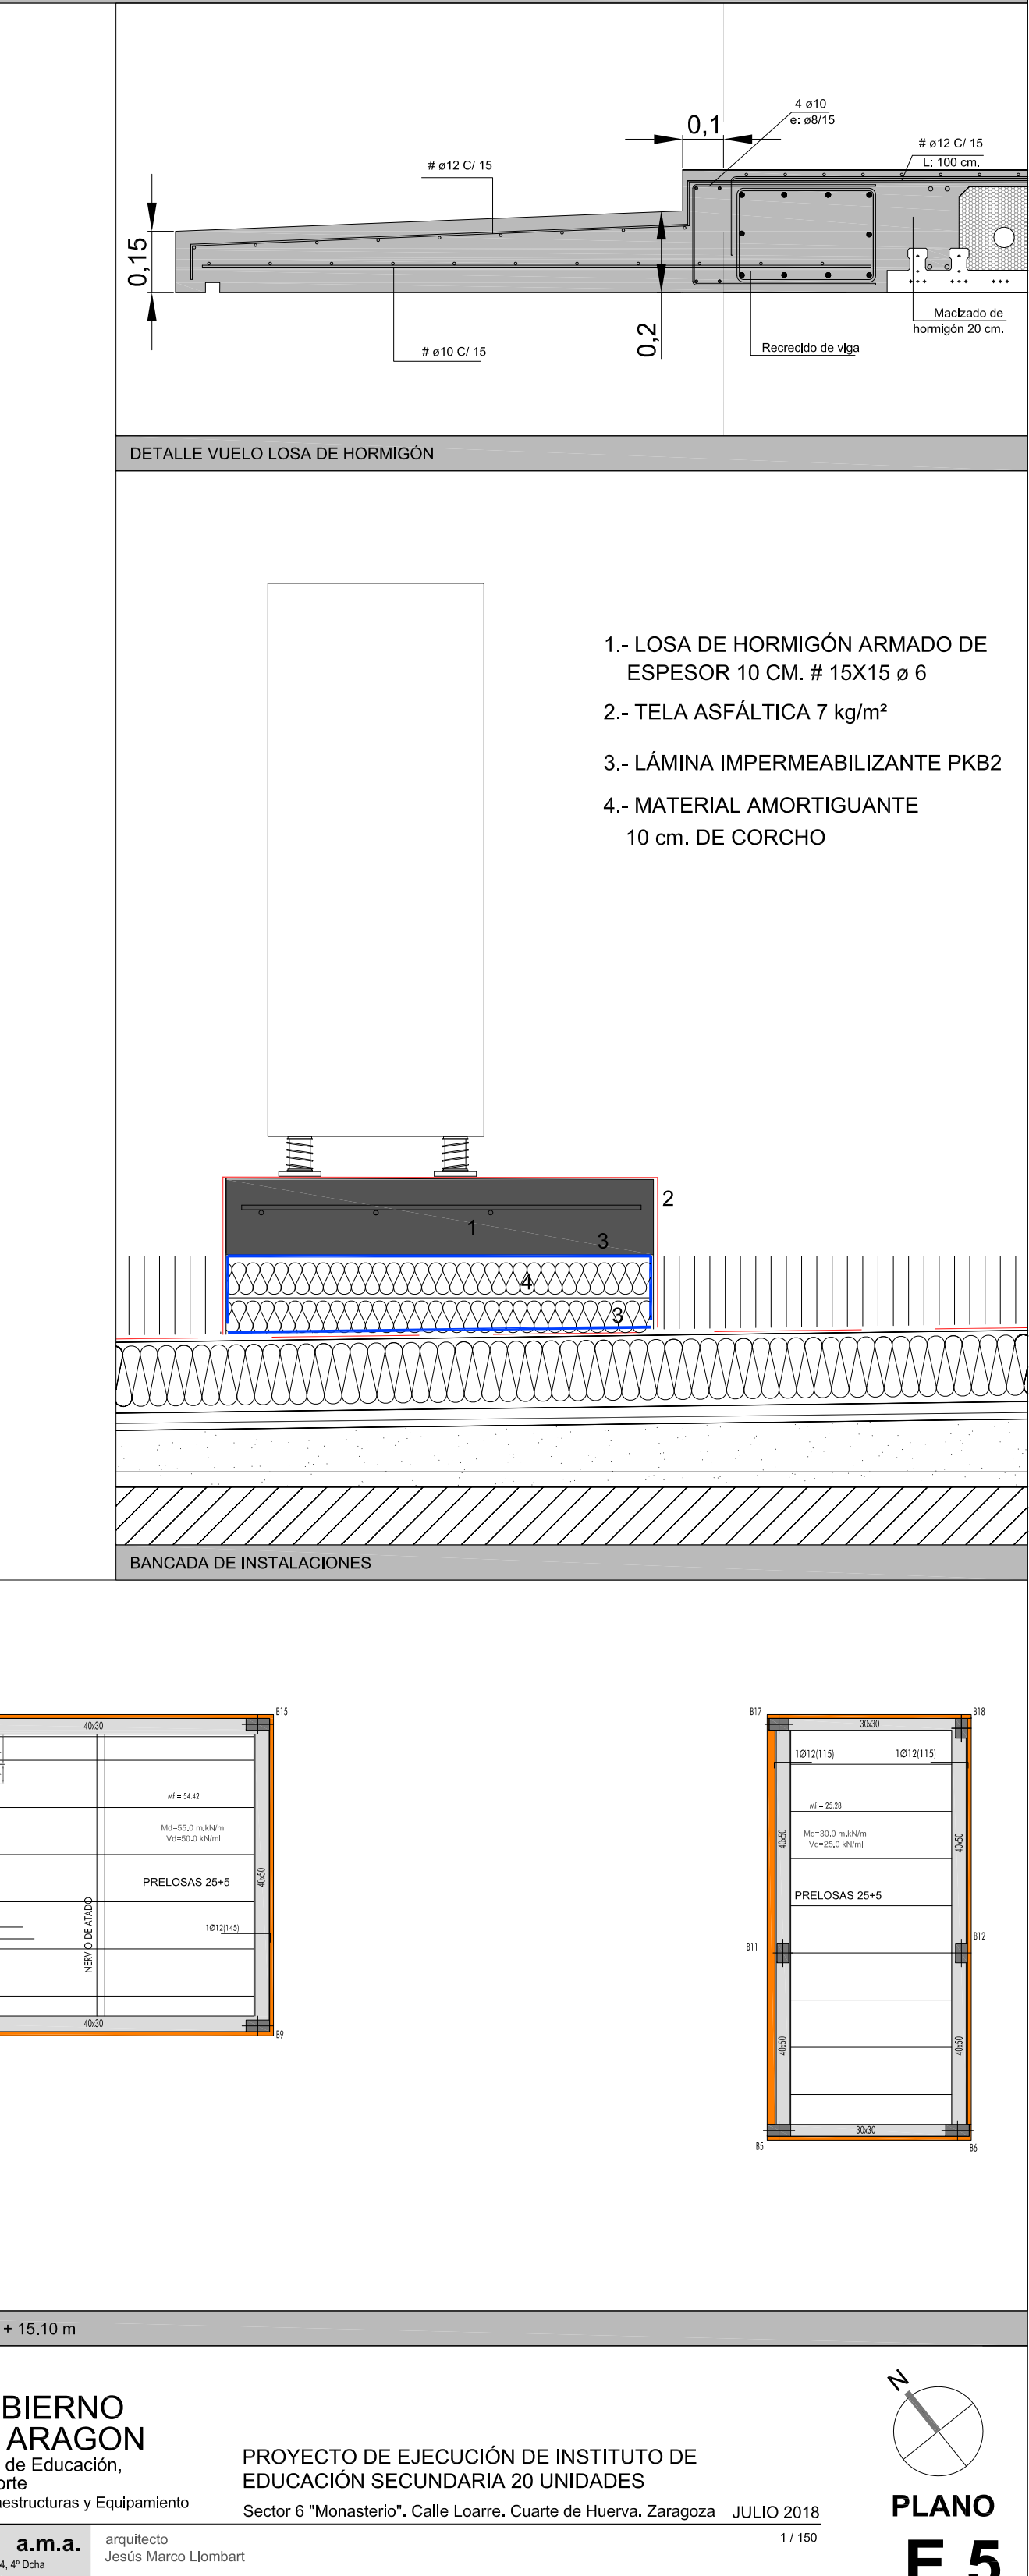 4 ø10
e: ø8/15
0,1
# ø12 C/ 15
# ø12 C/ 15
L: 100 cm.
0,15
0,2
# ø10 C/ 15
Recrecido de viga
Macizado de
hormigón 20 cm.
DETALLE VUELO LOSA DE HORMIGÓN
1.- LOSA DE HORMIGÓN ARMADO DE
ESPESOR 10 CM. # 15X15 ø 6
2.- TELA ASFÁLTICA 7 kg/m²
3.- LÁMINA IMPERMEABILIZANTE PKB2
4.- MATERIAL AMORTIGUANTE
10 cm. DE CORCHO
2
1
3
4
3
BANCADA DE INSTALACIONES
B15
40x30
Mf = 54.42
Md=55.0 m.kN/ml
Vd=50.0 kN/ml
PRELOSAS 25+5
40x50
NERVIO DE ATADO
1Ø12(145)
40x30
B9
B17
30x30
B18
1Ø12(115)
1Ø12(115)
Mf = 25.28
Md=30.0 m.kN/ml
Vd=25.0 kN/ml
40x50
40x50
PRELOSAS 25+5
B11
B12
40x50
40x50
30x30
B5
B6
+ 15.10 m
BIERNO
ARAGON
de Educación,
orte
aestructuras y Equipamiento
PROYECTO DE EJECUCIÓN DE INSTITUTO DE
EDUCACIÓN SECUNDARIA 20 UNIDADES
Sector 6 "Monasterio". Calle Loarre. Cuarte de Huerva. Zaragoza
JULIO 2018
N
PLANO
E.5
1 / 150
a.m.a.
4, 4º Dcha
arquitecto
Jesús Marco Llombart